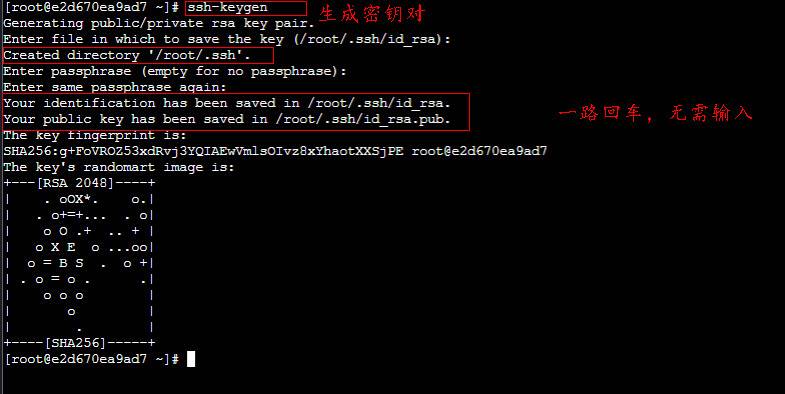 [root@e2d670ea9ad7 ~]# ssh-keygen 生成密钥对
Generating public/private rsa key pair.
Enter file in which to save the key (/root/.ssh/id_rsa):
Created directory '/root/.ssh'.
Enter passphrase (empty for no passphrase):
Enter same passphrase again:
Your identification has been saved in /root/.ssh/id_rsa.
Your public key has been saved in /root/.ssh/id_rsa.pub.
一路回车，无需输入
The key fingerprint is:
SHA256:g+FoVROZ53xdRvj3YQIAEwVmlsOIvz8xYhaotXXSjPE root@e2d670ea9ad7
The key's randomart image is:
+---[RSA 2048]----+
|    . oOX*.    o.|
|   . o+=+... . o|
|    o O .+  .. + |
|   o X E  o ...oo|
|  o = B S  .  o +|
| . o = o .      .|
|    o o o        |
|       o         |
|        .        |
+----[SHA256]-----+
[root@e2d670ea9ad7 ~]#